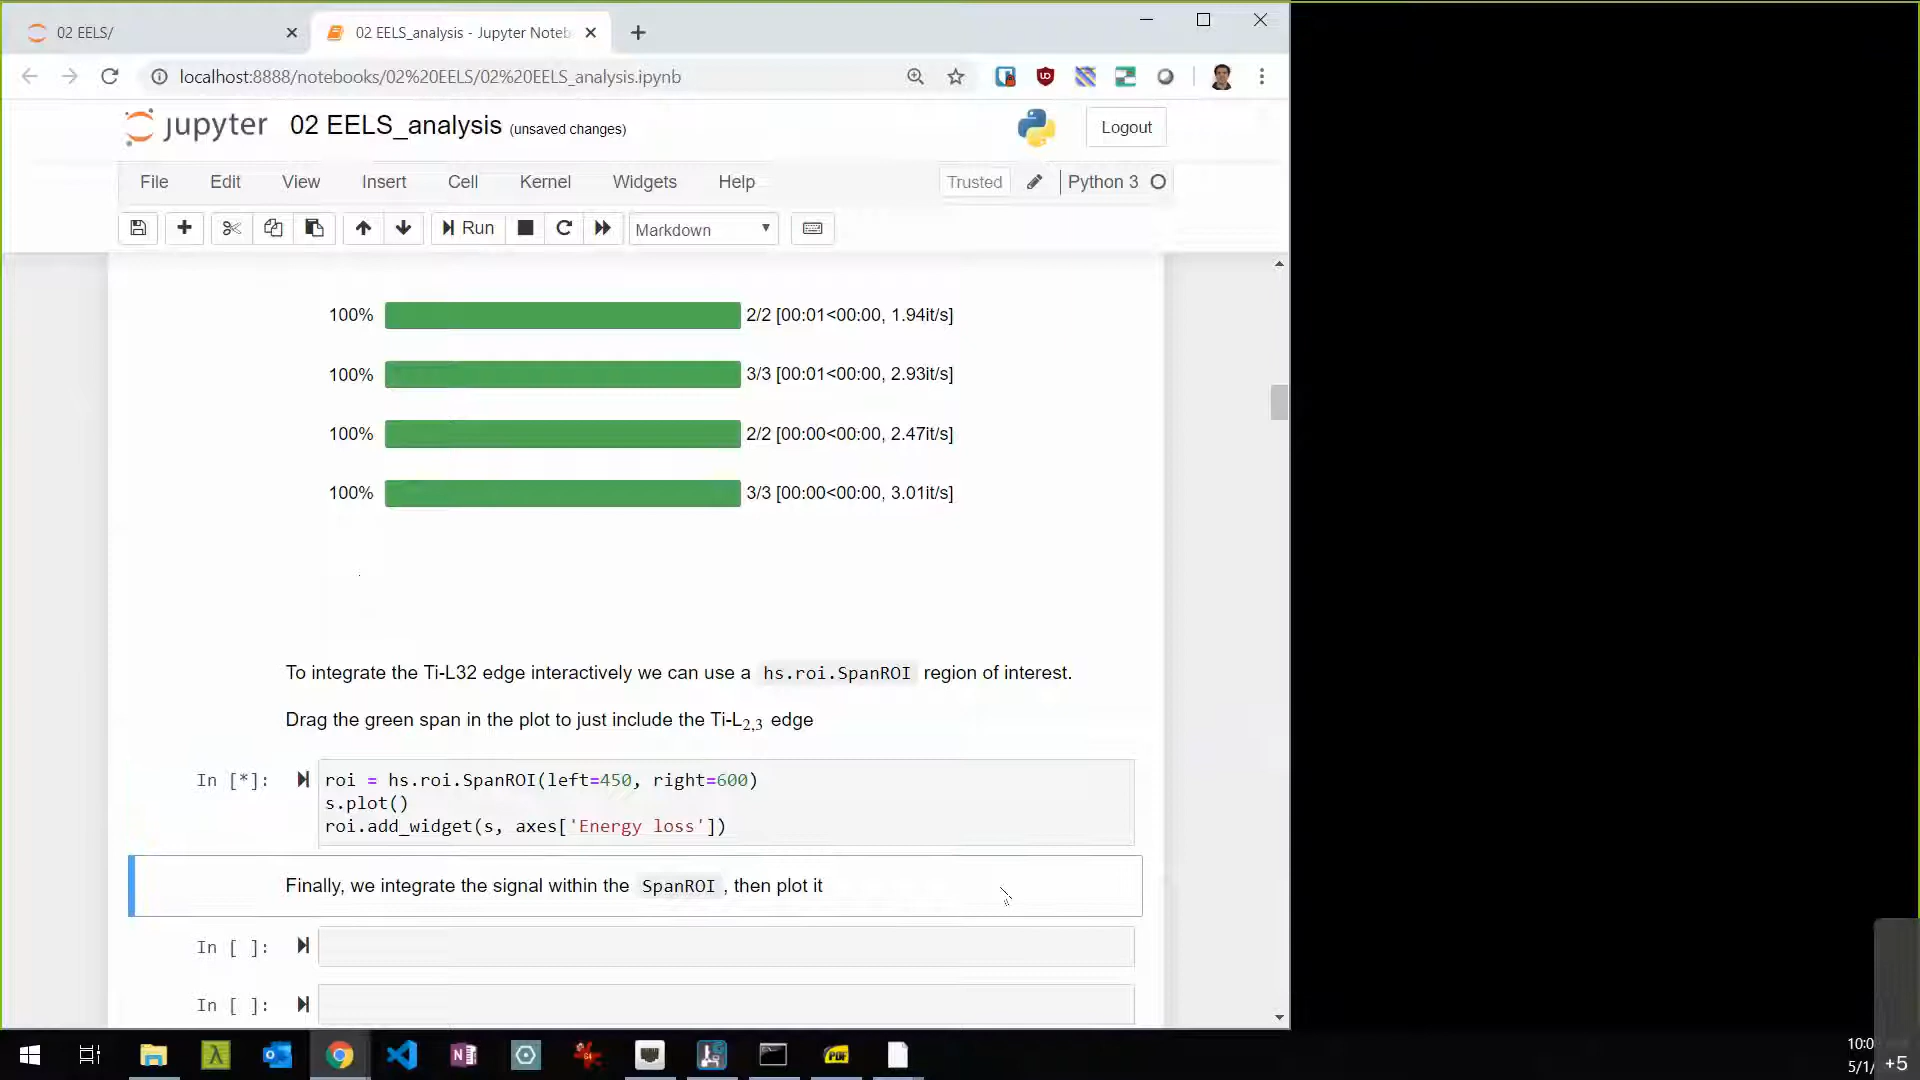 02 EELS/
02 EELS_analysis - Jupyter Noteb
localhost:8888/notebooks/02%20EELS/02%20EELS_analysis.ipynb
jupyter 02 EELS_analysis (unsaved changes)
Logout
File Edit View Insert Cell Kernel Widgets Help
Trusted
Python 3
Run
Markdown
100% 2/2 [00:01<00:00, 1.94it/s]
100% 3/3 [00:01<00:00, 2.93it/s]
100% 2/2 [00:00<00:00, 2.47it/s]
100% 3/3 [00:00<00:00, 3.01it/s]
To integrate the Ti-L32 edge interactively we can use a hs.roi.SpanROI region of interest.
Drag the green span in the plot to just include the Ti-L2,3 edge
In [*]: roi = hs.roi.SpanROI(left=450, right=600)
s.plot()
roi.add_widget(s, axes['Energy loss'])
Finally, we integrate the signal within the SpanROI , then plot it
In [ ]:
In [ ]:
10:0
5/1/
+5